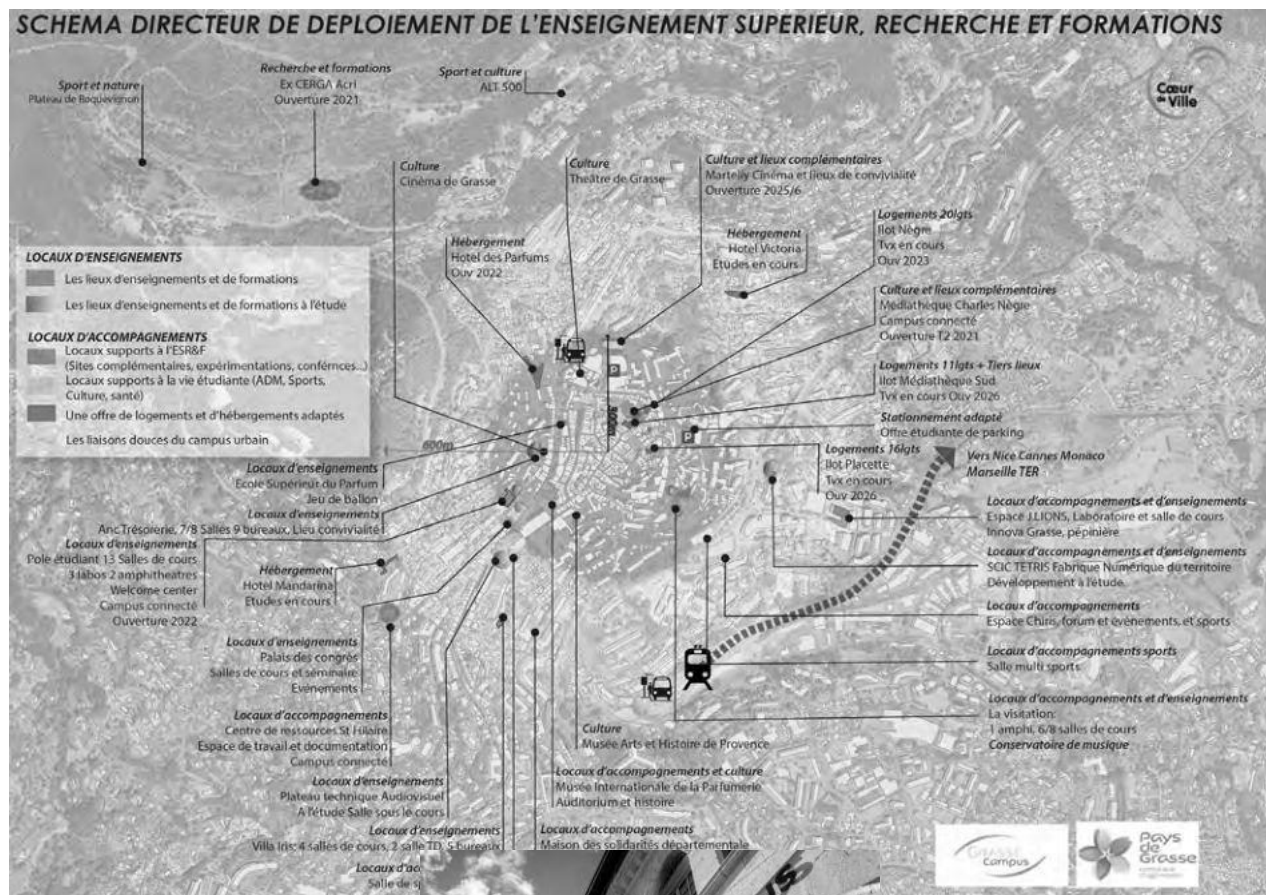 SCHEMA DIRECTEUR DE DEPLOIEMENT DE L'ENSEIGNEMENT SUPERIEUR, RECHERCHE ET FORMATIONS
Sport et nature
Plateau de Roquevignon
Recherche et formations
Ex CERGA Acri
Ouverture 2021
Sport et culture
ALT 500
Cœur
de Ville
Culture
Cinéma de Grasse
Culture
Théâtre de Grasse
Culture et lieux complémentaires
Martelly Cinéma et lieux de convivialité
Ouverture 2025/6
Hébergement
Hotel des Parfums
Ouv 2022
Hébergement
Hotel Victoria
Etudes en cours
Logements 20lgts
Ilot Nègre
Tvx en cours
Ouv 2023
Culture et lieux complémentaires
Médiathèque Charles Nègre
Campus connecté
Ouverture T2 2021
Logements 11lgts + Tiers lieux
Ilot Médiathèque Sud
Tvx en cours Ouv 2026
Stationnement adapté
Offre étudiante de parking
LOCAUX D'ENSEIGNEMENTS
Les lieux d'enseignements et de formations
Les lieux d'enseignements et de formations à l'étude
LOCAUX D'ACCOMPAGNEMENTS
Locaux supports à l'ESR&F
(Sites complémentaires, expérimentations, conférnces...)
Locaux supports à la vie étudiante (ADM, Sports,
Culture, santé)
Une offre de logements et d'hébergements adaptés
Les liaisons douces du campus urbain
P
300m
P
600m
Logements 16lgts
Ilot Placette
Tvx en cours
Ouv 2026
Vers Nice Cannes Monaco
Marseille TER
Locaux d'enseignements
Ecole Supérieur du Parfum
Jeu de ballon
Locaux d'enseignements
Anc Trésorerie, 7/8 Salles 9 bureaux, Lieu convivialité
Locaux d'enseignements
Pole étudiant 13 Salles de cours
3 labos 2 amphitheatres
Welcome center
Campus connecté
Ouverture 2022
Hébergement
Hotel Mandarina
Etudes en cours
Locaux d'enseignements
Palais des congrès
Salles de cours et séminaire
Evénements
Locaux d'accompagnements
Centre de ressources St Hilaire
Espace de travail et documentation
Campus connecté
Locaux d'enseignements
Plateau technique Audiovisuel
A l'étude Salle sous le cours
Locaux d'enseignements
Villa Iris: 4 salles de cours, 2 salle TD, 5 bureaux
Salle de
Culture
Musée Arts et Histoire de Provence
Locaux d'accompagnements et culture
Musée Internationale de la Parfumerie
Auditorium et histoire
Locaux d'accompagnements
Maison des solidarités départementale
Locaux d'accompagnements et d'enseignements
Espace J.LIONS, Laboratoire et salle de cours
Innova Grasse, pépinière
Locaux d'accompagnements et d'enseignements
SCIC TETRIS Fabrique Numérique du territoire
Développement à l'étude
Locaux d'accompagnements
Espace Chiris, forum et évènements, et sports
Locaux d'accompagnements sports
Salle multi sports
Locaux d'accompagnements et d'enseignements
La visitation:
1 amphi, 6/8 salles de cours
Conservatoire de musique
GRASSE
Campus
Pays
de Grasse